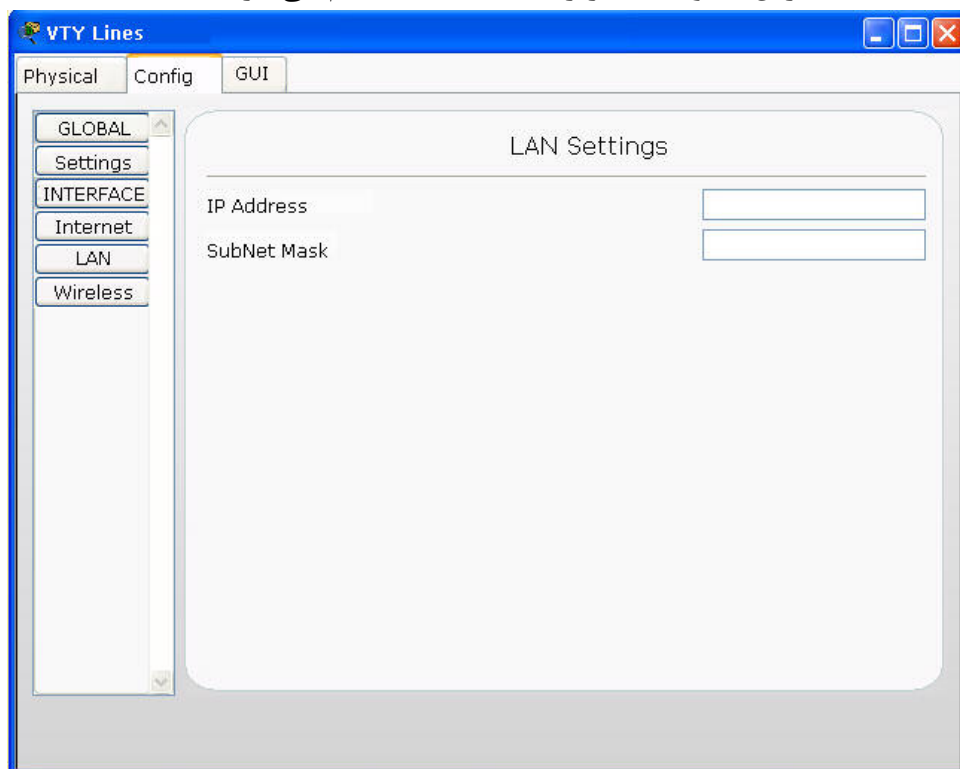 VTY Lines
Physical Config GUI
GLOBAL
Settings
INTERFACE
Internet
LAN
Wireless
LAN Settings
IP Address
SubNet Mask